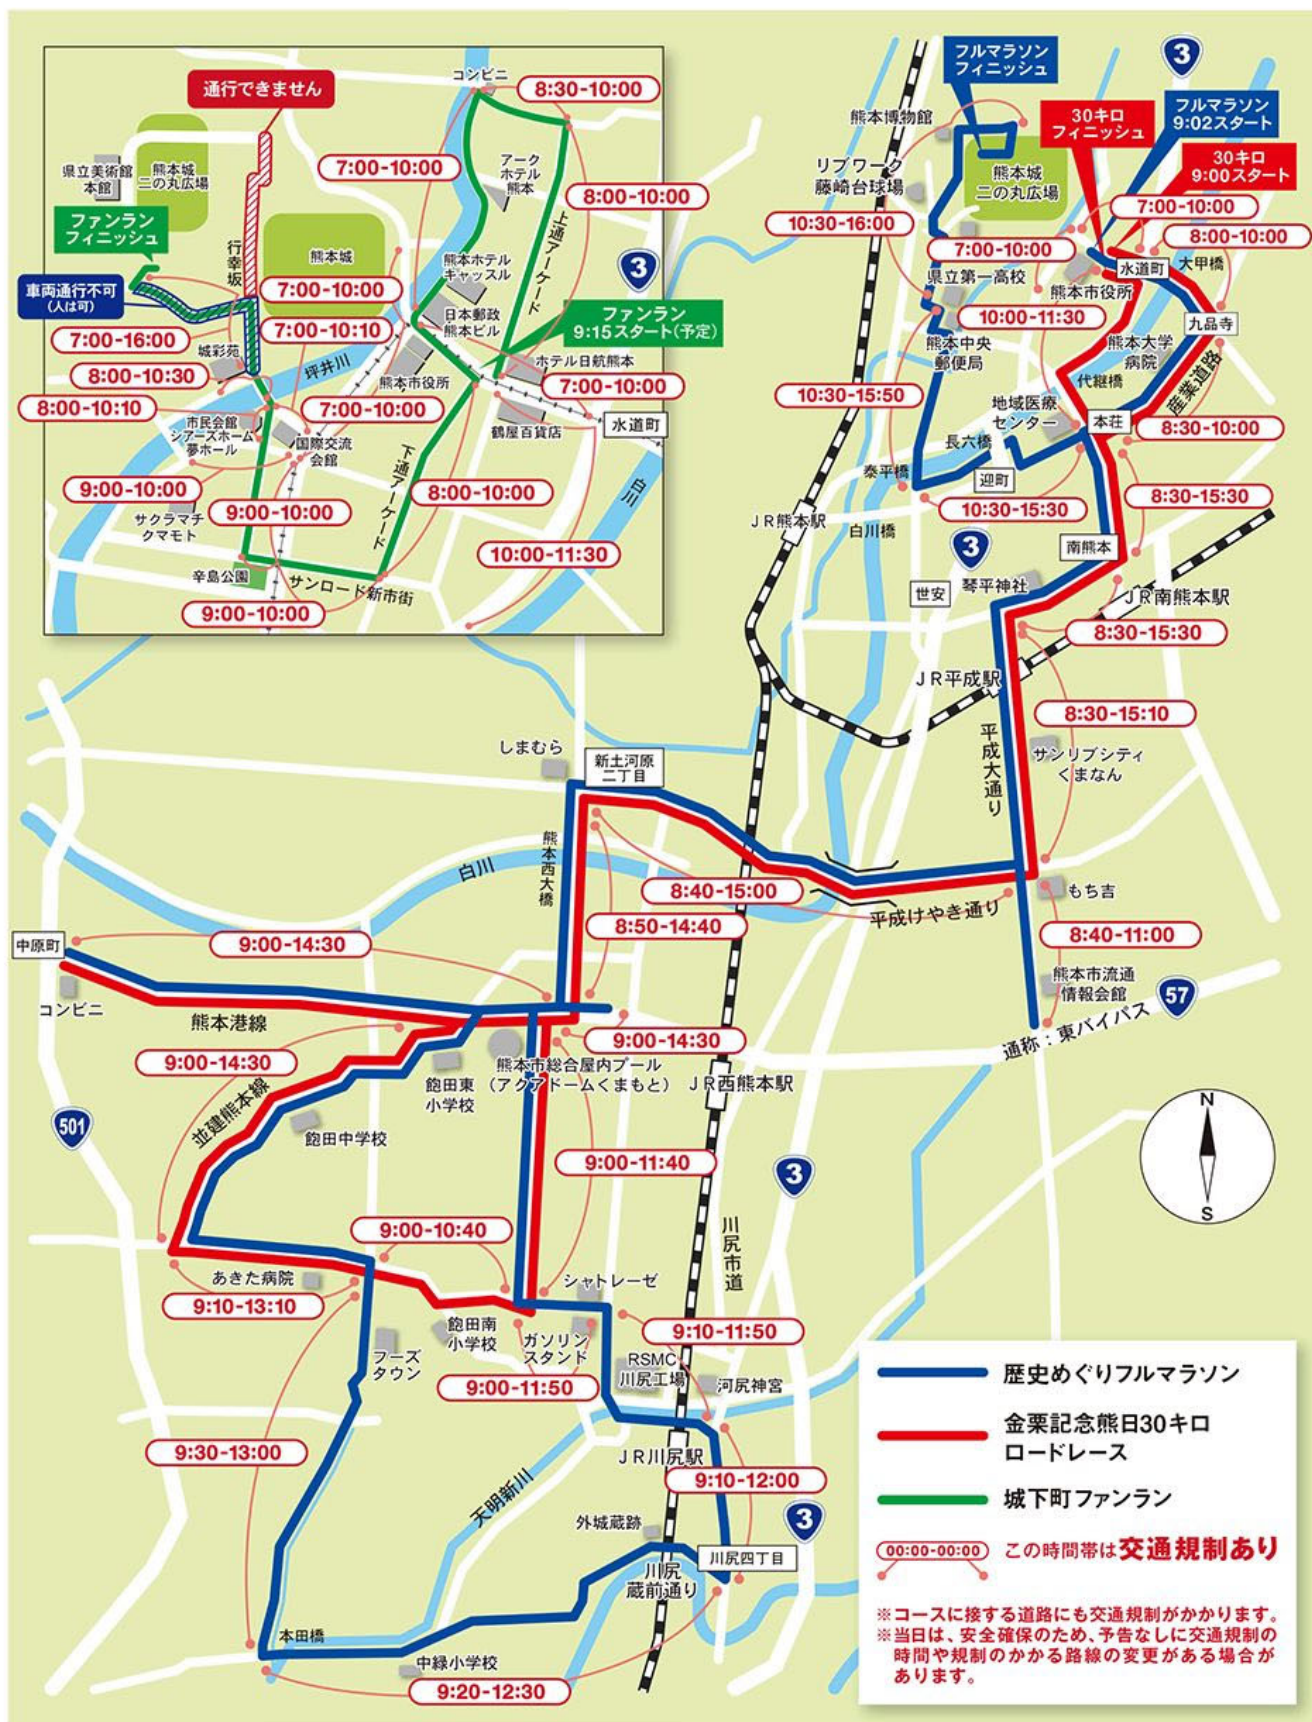 通行できません
コンビニ
8:30-10:00
県立美術館
本館
熊本城
二の丸広場
7:00-10:00
アーク
ホテル
熊本
8:00-10:00
ファンラン
フィニッシュ
行幸坂
熊本城
上通アーケード
3
車両通行不可
(人は可)
7:00-10:00
熊本ホテル
キャッスル
7:00-16:00
7:00-10:10
日本郵政
熊本ビル
ファンラン
9:15スタート(予定)
城彩苑
坪井川
8:00-10:30
熊本市役所
ホテル日航熊本
7:00-10:00
8:00-10:10
7:00-10:00
市民会館
シアーズホーム
夢ホール
国際交流
会館
鶴屋百貨店
水道町
9:00-10:00
9:00-10:00
下通アーケード
8:00-10:00
白川
サクラマチ
クマモト
10:00-11:30
辛島公園
サンロード新市街
9:00-10:00
フルマラソン
フィニッシュ
3
熊本博物館
30キロ
フィニッシュ
フルマラソン
9:02スタート
リブワーク
藤崎台球場
熊本城
二の丸広場
30キロ
9:00スタート
7:00-10:00
10:30-16:00
7:00-10:00
8:00-10:00
県立第一高校
熊本市役所
水道町
大甲橋
10:00-11:30
九品寺
熊本中央
郵便局
熊本大学
病院
代継橋
産業道路
10:30-15:50
地域医療
センター
本荘
8:30-10:00
長六橋
泰平橋
迎町
8:30-15:30
10:30-15:30
JR熊本駅
白川橋
3
南熊本
世安
琴平神社
JR南熊本駅
8:30-15:30
JR平成駅
8:30-15:10
平成大通り
サンリブシティ
くまなん
しまむら
新土河原
二丁目
熊本西大橋
白川
8:40-15:00
もち吉
平成けやき通り
8:50-14:40
8:40-11:00
中原町
9:00-14:30
熊本市流通
情報会館
57
コンビニ
熊本港線
通称：東バイパス
9:00-14:30
9:00-14:30
熊本市総合屋内プール
(アクアドームくまもと)
JR西熊本駅
飽田東
小学校
並建熊本線
501
飽田中学校
9:00-11:40
3
N
S
9:00-10:40
川尻市道
あきた病院
シャトレーゼ
9:10-13:10
飽田南
小学校
ガソリン
スタンド
9:10-11:50
フーズ
タウン
RSMC
川尻工場
河尻神宮
9:00-11:50
9:30-13:00
JR川尻駅
9:10-12:00
天明新川
外城蔵跡
3
川尻
蔵前通り
川尻四丁目
本田橋
中緑小学校
9:20-12:30
歴史めぐりフルマラソン
金栗記念熊日30キロ
ロードレース
城下町ファンラン
00:00-00:00 この時間帯は交通規制あり
※コースに接する道路にも交通規制がかかります。
※当日は、安全確保のため、予告なしに交通規制の
時間や規制のかかる路線の変更がある場合が
あります。